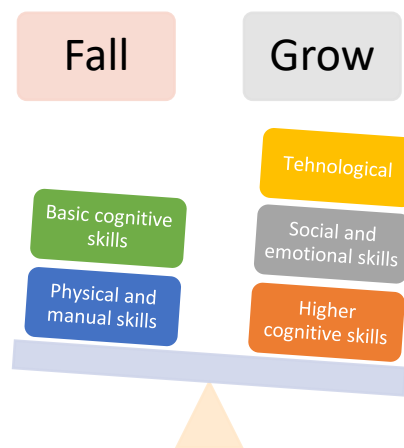 Fall
Grow
Tehnological
Basic cognitive
skills
Social and
emotional skills
Physical and
manual skills
Higher
cognitive skills